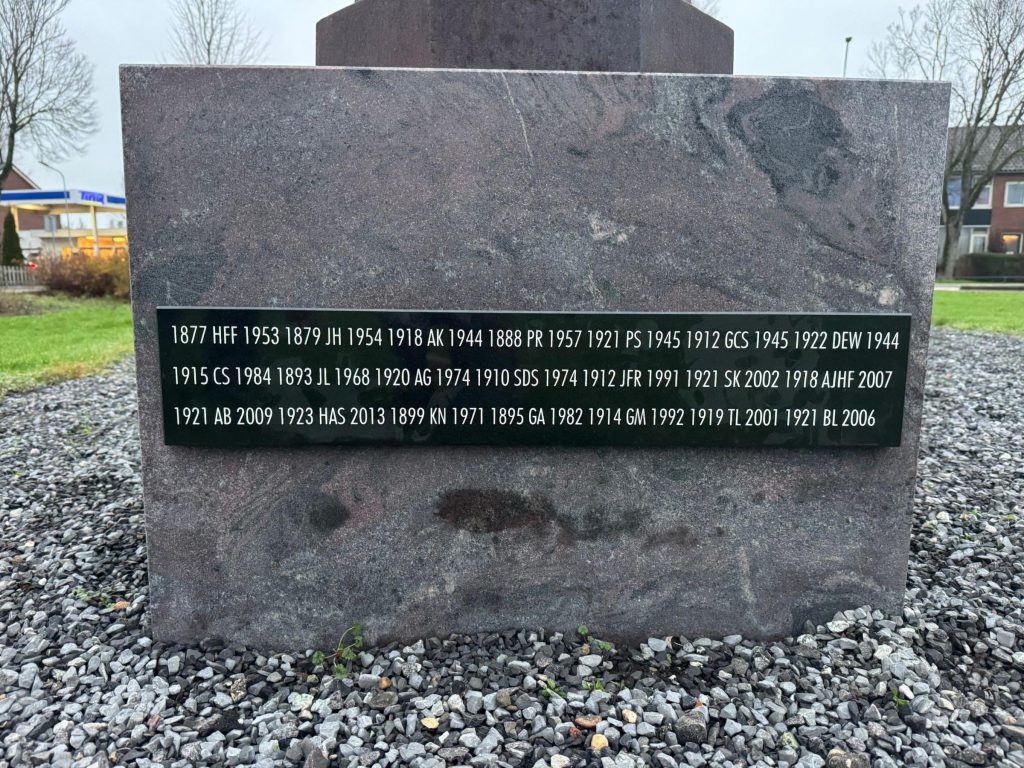 1877 HFF 1953 1879 JH 1954 1918 AK 1944 1888 PR 1957 1921 PS 1945 1912 GCS 1945 1922 DEW 1944
1915 CS 1984 1893 JL 1968 1920 AG 1974 1910 SDS 1974 1912 JFR 1991 1921 SK 2002 1918 AJHF 2007
1921 AB 2009 1923 HAS 2013 1899 KN 1971 1895 GA 1982 1914 GM 1992 1919 TL 2001 1921 BL 2006